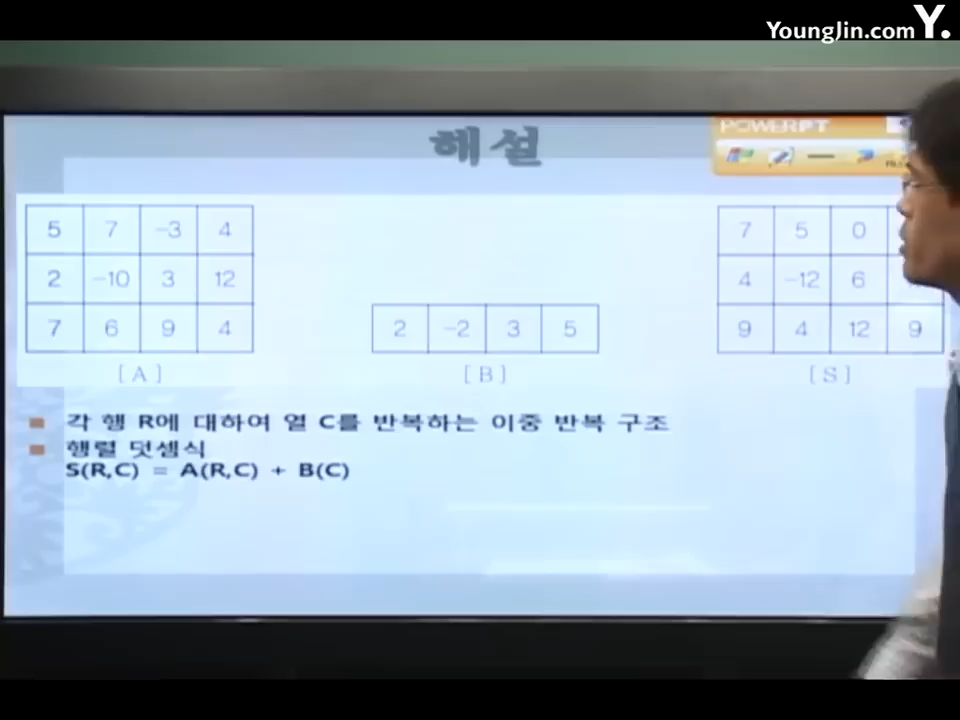 YoungJin.com Y.
해설
POWERPT
5 7 -3 4
2 -10 3 12
7 6 9 4
[A]
2 -2 3 5
[B]
7 5 0
4 -12 6
9 4 12 9
[S]
각 행 R에 대하여 열 C를 반복하는 이중 반복 구조
행렬 덧셈식
S(R,C) = A(R,C) + B(C)